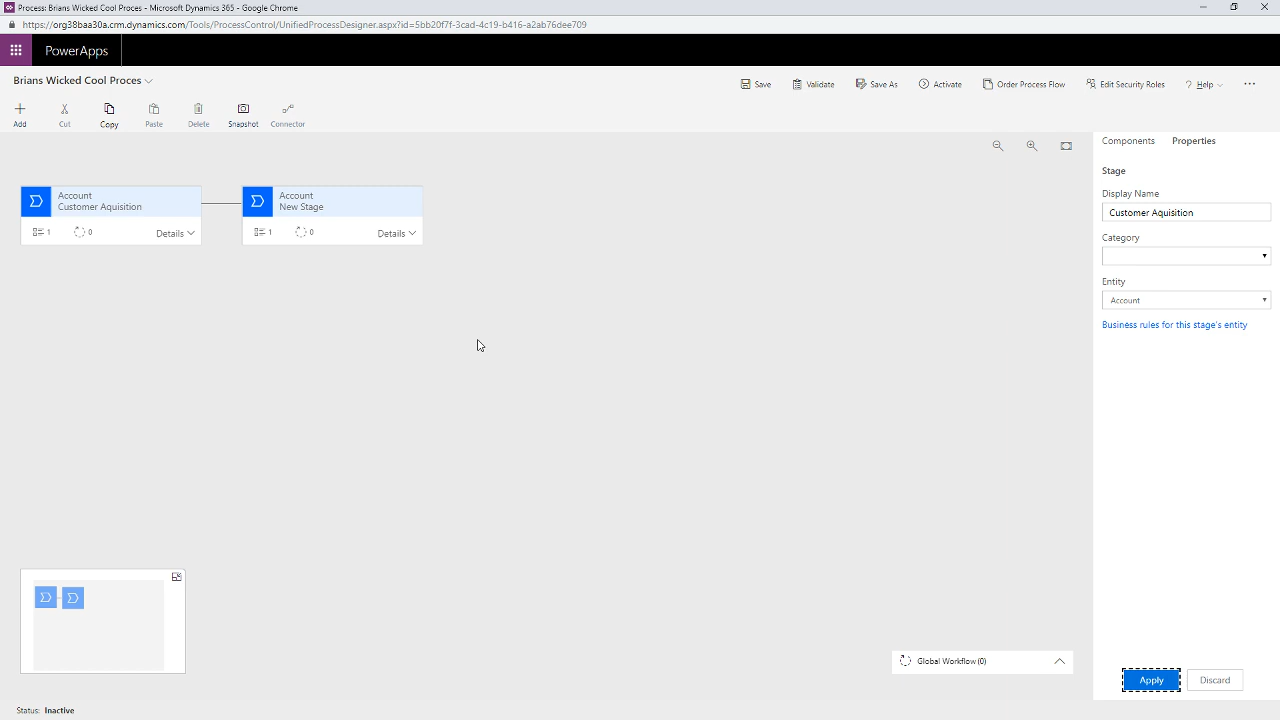 Process: Brians Wicked Cool Proces - Microsoft Dynamics 365 - Google Chrome
https://org38baa30a.crm.dynamics.com/Tools/ProcessControl/UnifiedProcessDesigner.aspx?id=5bb20f7f-3cad-4c19-b416-a2ab76dee709
PowerApps
Brians Wicked Cool Proces
Save Validate Save As Activate Order Process Flow Edit Security Roles ? Help ...
Add Cut Copy Paste Delete Snapshot Connector
Components Properties
Stage
Display Name
Customer Aquisition
Category
Entity
Account
Business rules for this stage's entity
Account
Customer Aquisition
1 0 Details
Account
New Stage
1 0 Details
Global Workflow (0)
Apply Discard
Status: Inactive